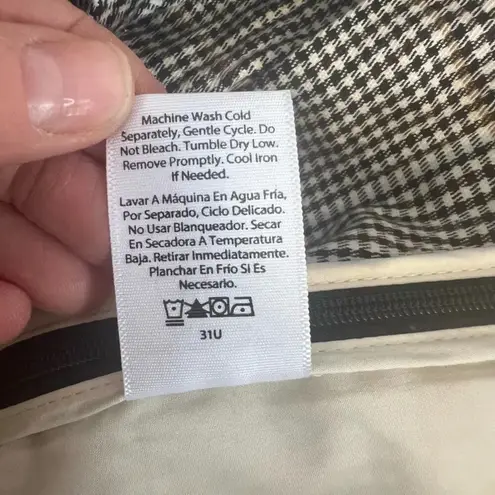 Machine Wash Cold
Separately, Gentle Cycle. Do
Not Bleach. Tumble Dry Low.
Remove Promptly. Cool Iron
If Needed.
Lavar A Máquina En Agua Fría,
Por Separado, Ciclo Delicado.
No Usar Blanqueador. Secar
En Secadora A Temperatura
Baja. Retirar Inmediatamente.
Planchar En Frío Si Es
Necesario.
31U